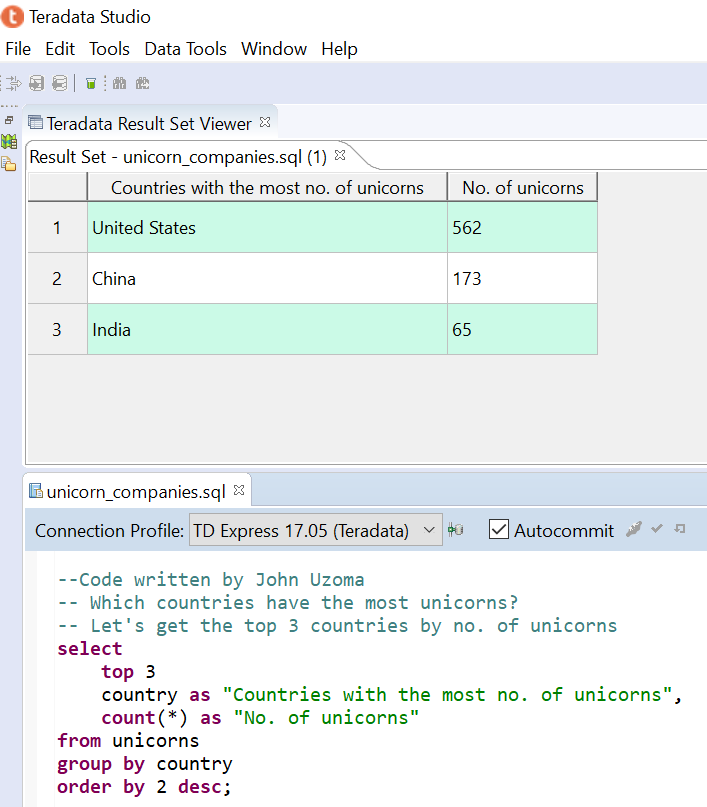 Teradata Studio
File Edit Tools Data Tools Window Help
Teradata Result Set Viewer
Result Set - unicorn_companies.sql (1)
Countries with the most no. of unicorns No. of unicorns
1 United States 562
2 China 173
3 India 65
unicorn_companies.sql
Connection Profile: TD Express 17.05 (Teradata) Autocommit
--Code written by John Uzoma
-- Which countries have the most unicorns?
-- Let's get the top 3 countries by no. of unicorns
select
    top 3
    country as "Countries with the most no. of unicorns",
    count(*) as "No. of unicorns"
from unicorns
group by country
order by 2 desc;